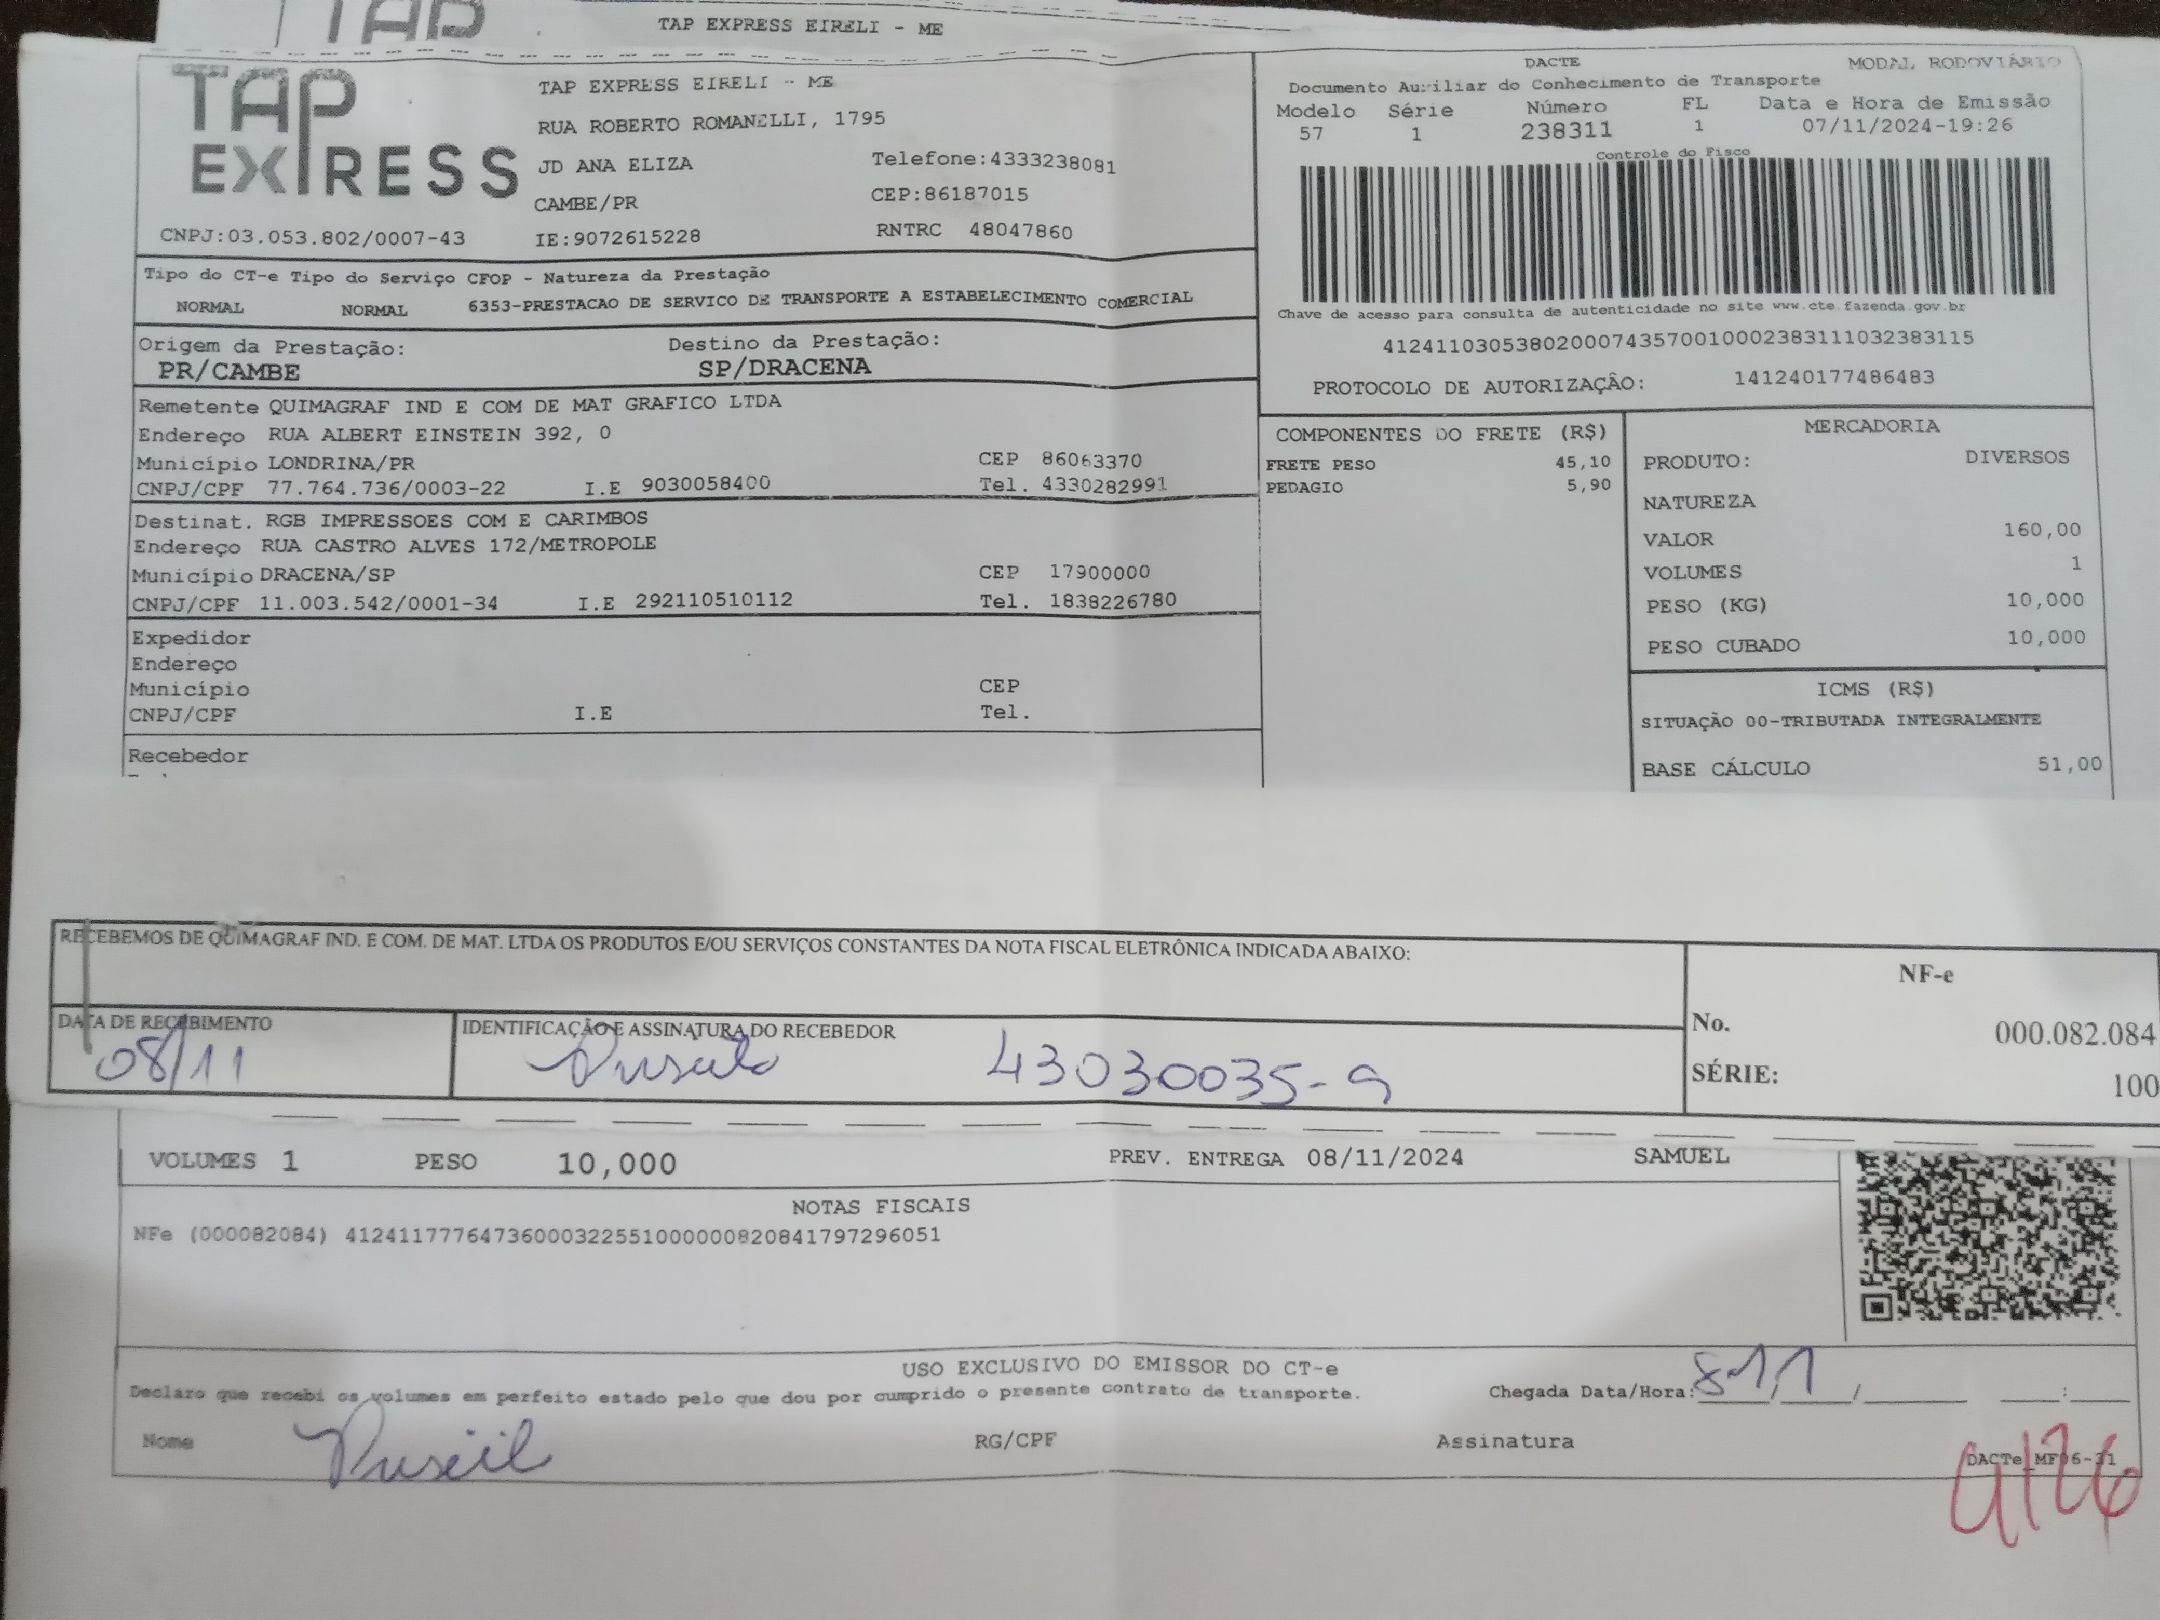 TAP
TAP EXPRESS EIRELI - ME
TAP EXPRESS
TAP EXPRESS EIRELI - ME
RUA ROBERTO ROMANELLI, 1795
JD ANA ELIZA Telefone:4333238081
CAMBE/PR CEP:86187015
CNPJ:03.053.802/0007-43 IE:9072615228 RNTRC 48047860
DACTE MODAL RODOVIÁRIO
Documento Auxiliar do Conhecimento de Transporte
Modelo Série Número FL Data e Hora de Emissão
57 1 238311 1 07/11/2024-19:26
Controle do Fisco
Chave de acesso para consulta de autenticidade no site www.cte.fazenda.gov.br
41241103053802000743570010002383111032383115
PROTOCOLO DE AUTORIZAÇÃO: 141240177486483
Tipo do CT-e Tipo do Serviço CFOP - Natureza da Prestação
NORMAL NORMAL 6353-PRESTACAO DE SERVICO DE TRANSPORTE A ESTABELECIMENTO COMERCIAL
Origem da Prestação: Destino da Prestação:
PR/CAMBE SP/DRACENA
Remetente QUIMAGRAF IND E COM DE MAT GRAFICO LTDA
Endereço RUA ALBERT EINSTEIN 392, 0
Município LONDRINA/PR CEP 86063370
CNPJ/CPF 77.764.736/0003-22 I.E 9030058400 Tel. 4330282991
Destinat. RGB IMPRESSOES COM E CARIMBOS
Endereço RUA CASTRO ALVES 172/METROPOLE
Município DRACENA/SP CEP 17900000
CNPJ/CPF 11.003.542/0001-34 I.E 292110510112 Tel. 1838226780
Expedidor
Endereço
Município CEP
CNPJ/CPF I.E Tel.
Recebedor
COMPONENTES DO FRETE (R$)
FRETE PESO 45,10
PEDAGIO 5,90
MERCADORIA
PRODUTO: DIVERSOS
NATUREZA
VALOR 160,00
VOLUMES 1
PESO (KG) 10,000
PESO CUBADO 10,000
ICMS (R$)
SITUAÇÃO 00-TRIBUTADA INTEGRALMENTE
BASE CÁLCULO 51,00
RECEBEMOS DE QUIMAGRAF IND. E COM. DE MAT. LTDA OS PRODUTOS E/OU SERVIÇOS CONSTANTES DA NOTA FISCAL ELETRÔNICA INDICADA ABAIXO:
DATA DE RECEBIMENTO IDENTIFICAÇÃO E ASSINATURA DO RECEBEDOR
08/11 43030035-9
NF-e
No. 000.082.084
SÉRIE: 100
VOLUMES 1 PESO 10,000 PREV. ENTREGA 08/11/2024 SAMUEL
NOTAS FISCAIS
NFe (000082084) 41241177764736000322551000000820841797296051
USO EXCLUSIVO DO EMISSOR DO CT-e
Declaro que recebi os volumes em perfeito estado pelo que dou por cumprido o presente contrato de transporte. Chegada Data/Hora: 8-11 / :
Nome RG/CPF Assinatura